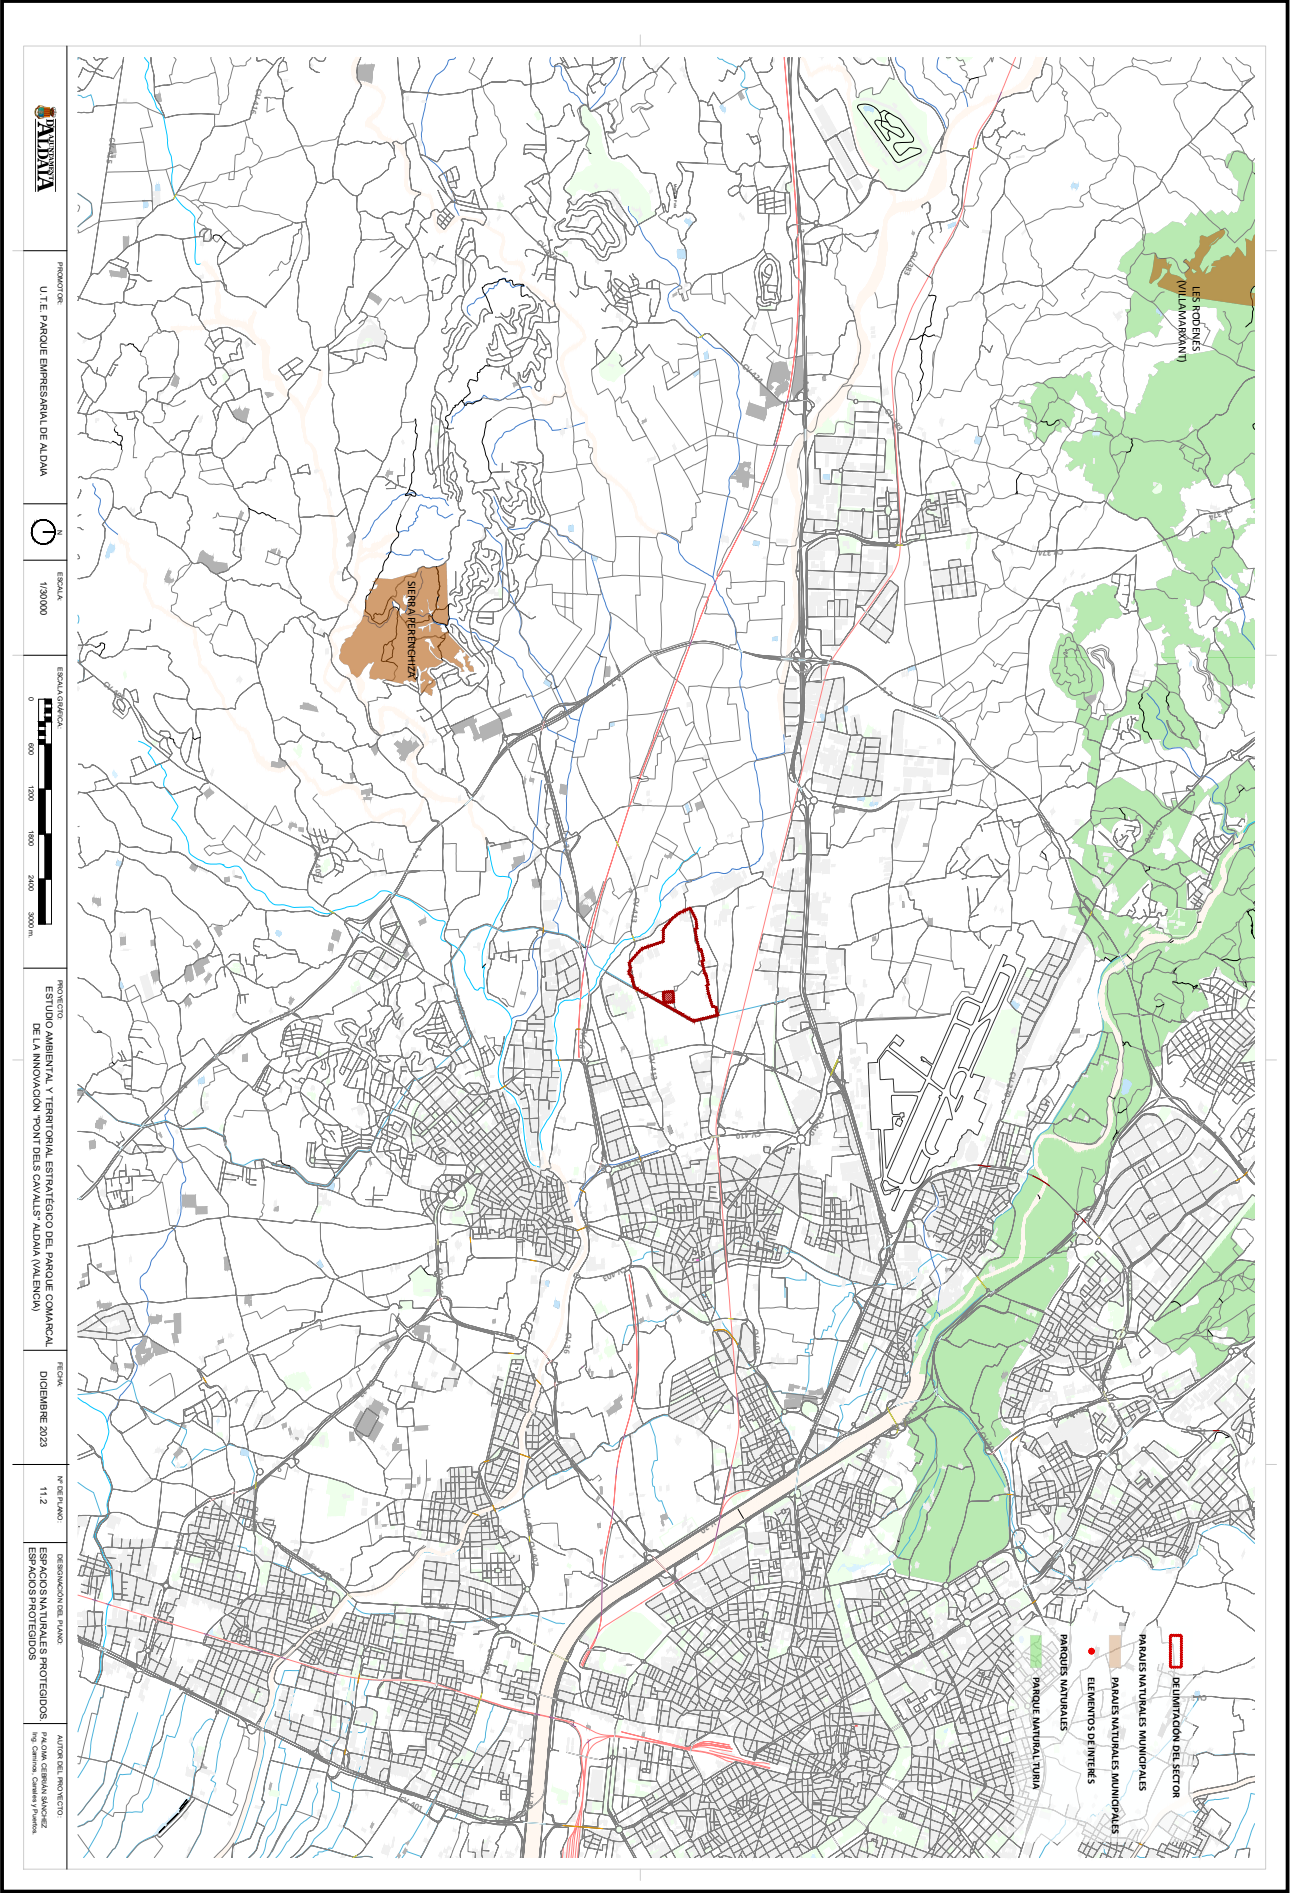 DELIMITACIÓN DEL SECTOR
PARAJES NATURALES MUNICIPALES
PARAJES NATURALES MUNICIPALES
ELEMENTOS DE INTERÉS
PARQUES NATURALES
PARQUE NATURAL TURIA
LES RODENES
(VILLAMARXANT)
SIERRA PERENCHIZA
AJUNTAMENT
D'ALDAIA
PROMOTOR:
U.T.E. PARQUE EMPRESARIAL DE ALDAIA
N
ESCALA:
1/30000
ESCALA GRÁFICA:
0 600 1200 1800 2400 3000 m.
PROYECTO:
ESTUDIO AMBIENTAL Y TERRITORIAL ESTRATÉGICO DEL PARQUE COMARCAL
DE LA INNOVACIÓN "PONT DELS CAVALLS" ALDAIA (VALENCIA)
FECHA:
DICIEMBRE 2023
Nº DE PLANO:
11.2
DESIGNACIÓN DEL PLANO:
ESPACIOS NATURALES PROTEGIDOS.
ESPACIOS PROTEGIDOS
AUTOR DEL PROYECTO:
PALOMA CEBRIÁN SÁNCHEZ
Ing. Caminos, Canales y Puertos.